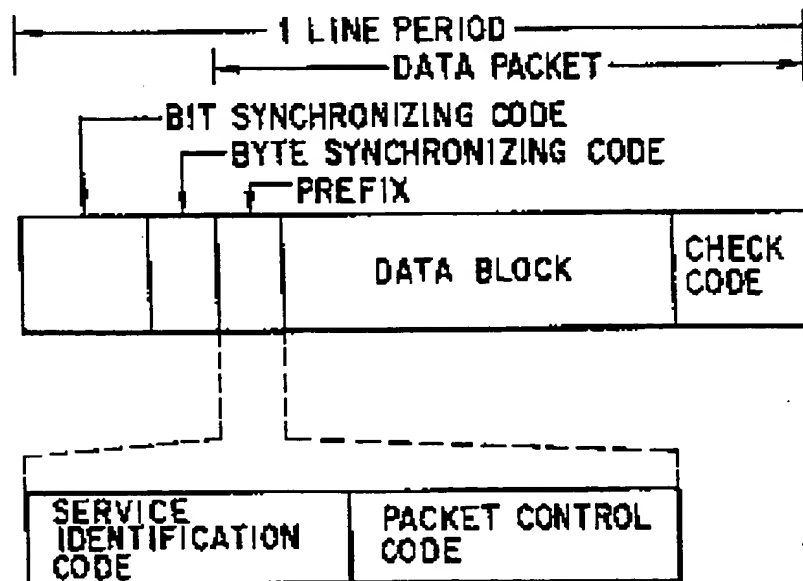 1 LINE PERIOD
DATA PACKET
BIT SYNCHRONIZING CODE
BYTE SYNCHRONIZING CODE
PREFIX
DATA BLOCK
CHECK
CODE
SERVICE
IDENTIFICATION
CODE
PACKET CONTROL
CODE